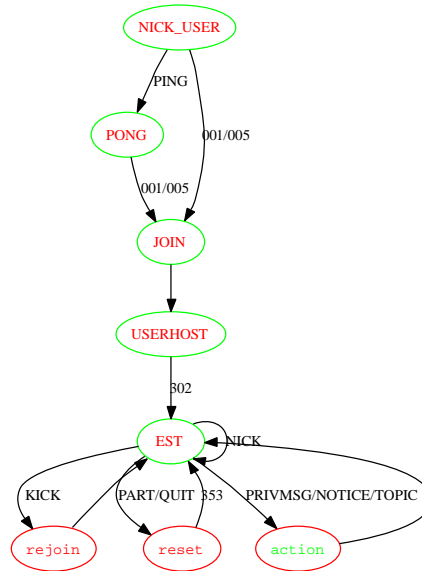 NICK_USER
PING
PONG
001/005
001/005
JOIN
USERHOST
302
EST
NICK
KICK
PART/QUIT
353
PRIVMSG/NOTICE/TOPIC
rejoin
reset
action